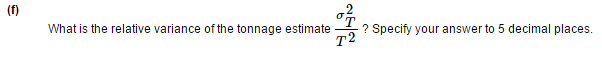 (f)
What is the relative variance of the tonnage estimate σ_T^2/T^2 ? Specify your answer to 5 decimal places.